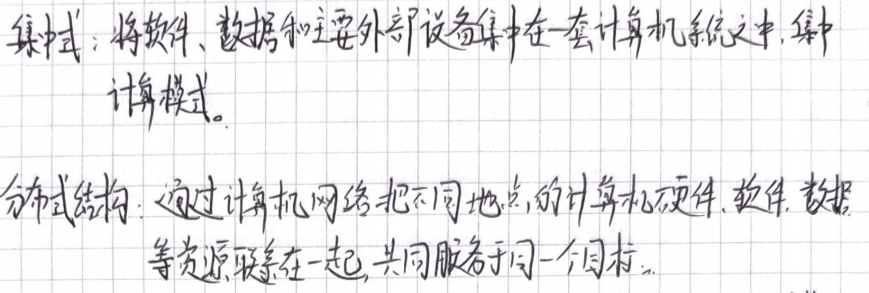 集中式：将软件、数据和主要外部设备集中在一套计算机系统之中，集中
计算模式。
分布式结构：通过计算机网络把不同地点的计算机硬件、软件、数据
等资源联系在一起，共同服务于同一个目标。